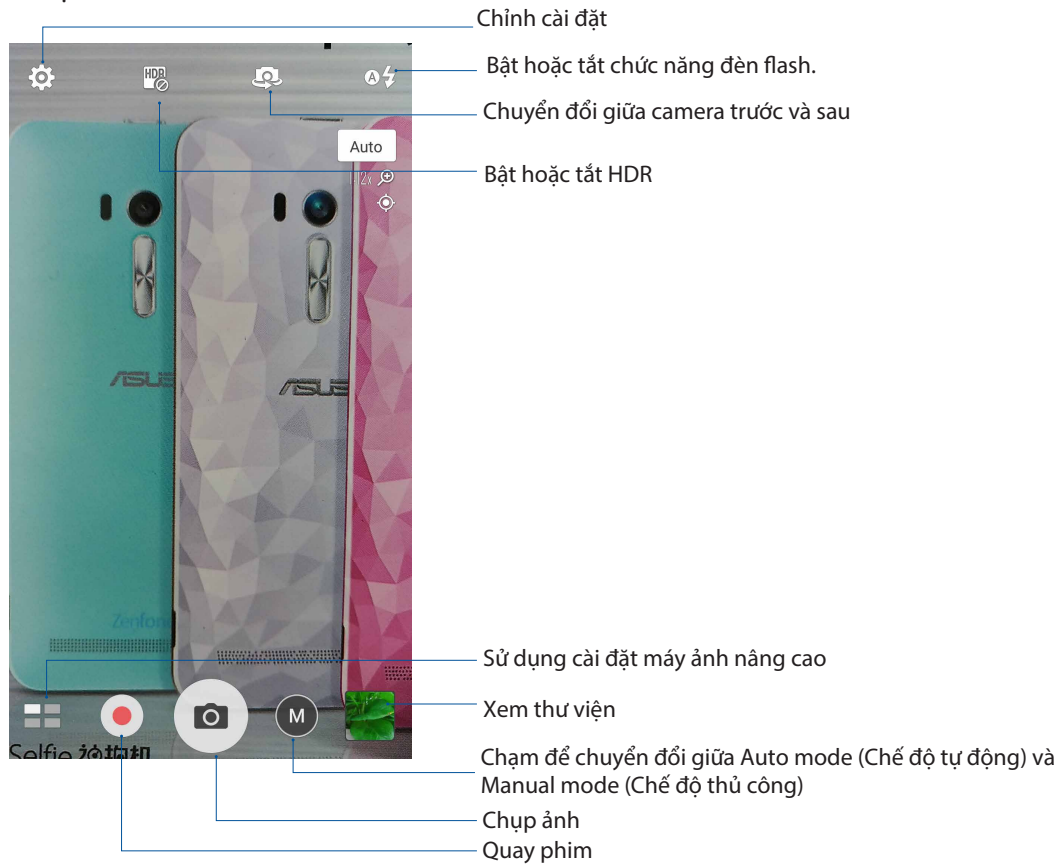 Chỉnh cài đặt
Bật hoặc tắt chức năng đèn flash.
Chuyển đổi giữa camera trước và sau
Bật hoặc tắt HDR
HDR
A
Auto
ASUS
Zenfon
Sử dụng cài đặt máy ảnh nâng cao
Xem thư viện
M
Selfie
Chạm để chuyển đổi giữa Auto mode (Chế độ tự động) và
Manual mode (Chế độ thủ công)
Chụp ảnh
Quay phim